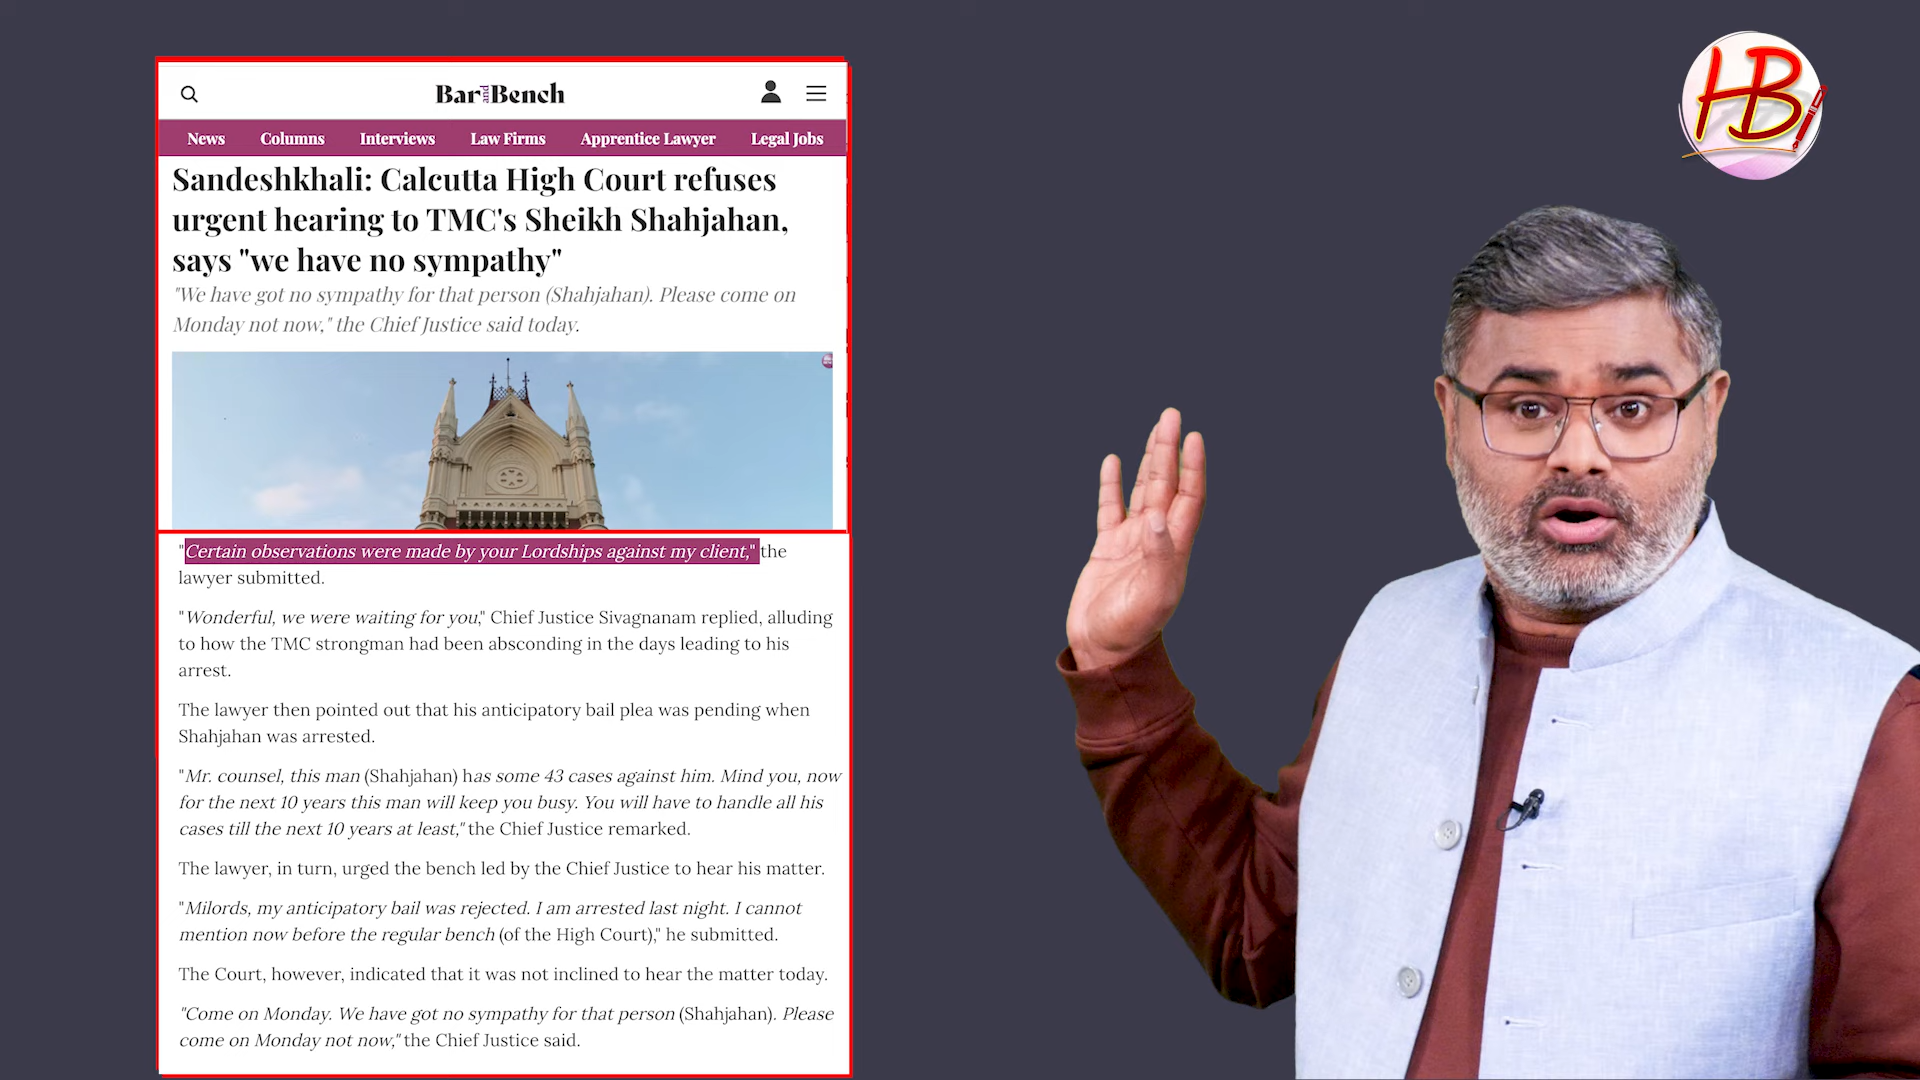 Bar and Bench
News Columns Interviews Law Firms Apprentice Lawyer Legal Jobs
Sandeshkhali: Calcutta High Court refuses
urgent hearing to TMC's Sheikh Shahjahan,
says "we have no sympathy"
"We have got no sympathy for that person (Shahjahan). Please come on
Monday not now," the Chief Justice said today.
"Certain observations were made by your Lordships against my client," the
lawyer submitted.
"Wonderful, we were waiting for you," Chief Justice Sivagnanam replied, alluding
to how the TMC strongman had been absconding in the days leading to his
arrest.
The lawyer then pointed out that his anticipatory bail plea was pending when
Shahjahan was arrested.
"Mr. counsel, this man (Shahjahan) has some 43 cases against him. Mind you, now
for the next 10 years this man will keep you busy. You will have to handle all his
cases till the next 10 years at least," the Chief Justice remarked.
The lawyer, in turn, urged the bench led by the Chief Justice to hear his matter.
"Milords, my anticipatory bail was rejected. I am arrested last night. I cannot
mention now before the regular bench (of the High Court)," he submitted.
The Court, however, indicated that it was not inclined to hear the matter today.
"Come on Monday. We have got no sympathy for that person (Shahjahan). Please
come on Monday not now," the Chief Justice said.
HB